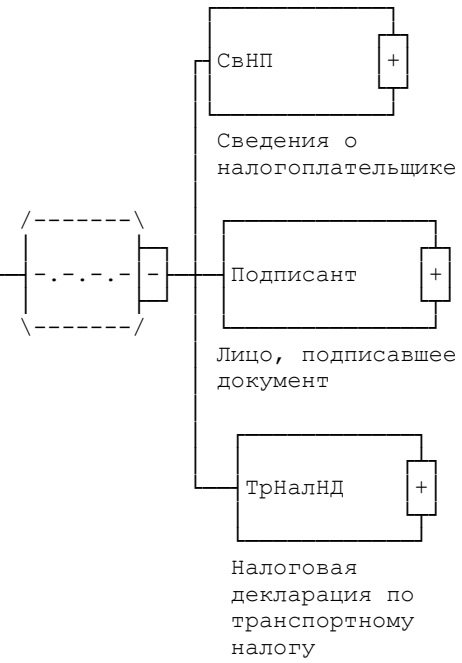 СвНП
+
Сведения о
налогоплательщике
-.-.-.-
-
Подписант
+
Лицо, подписавшее
документ
ТрНалНД
+
Налоговая
декларация по
транспортному
налогу